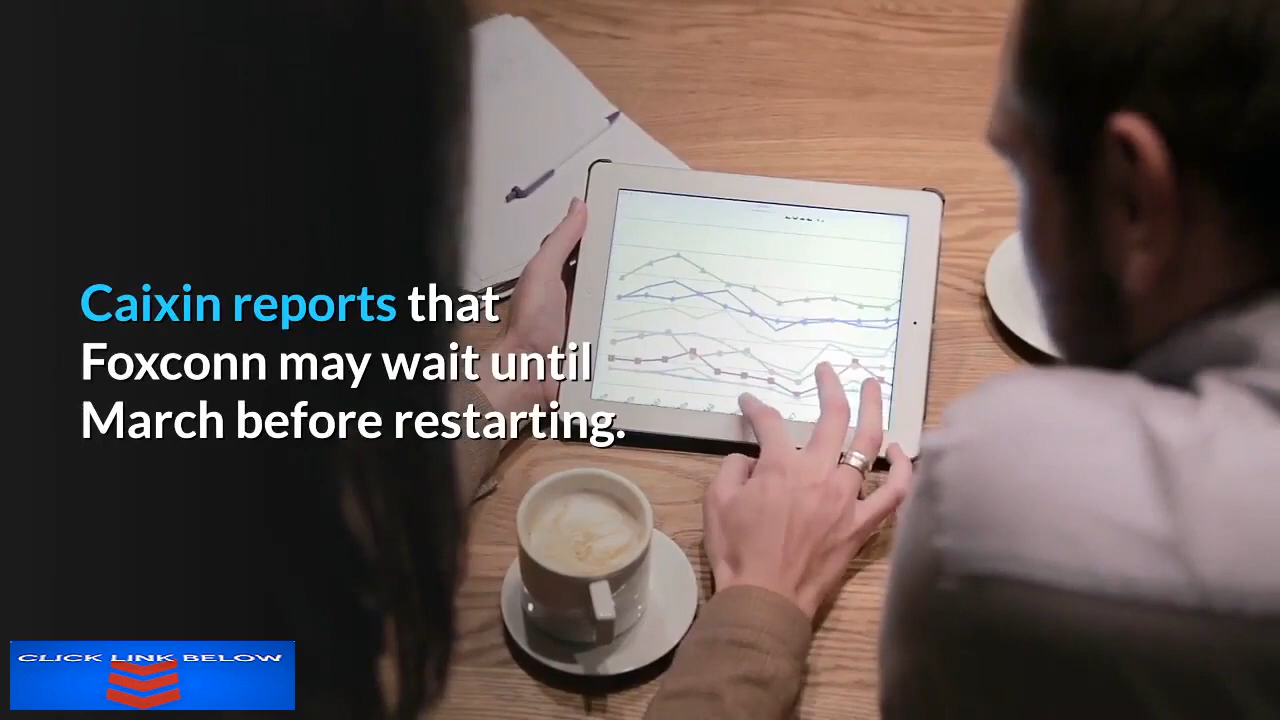 Caixin reports that
Foxconn may wait until
March before restarting.
CLICK LINK BELOW